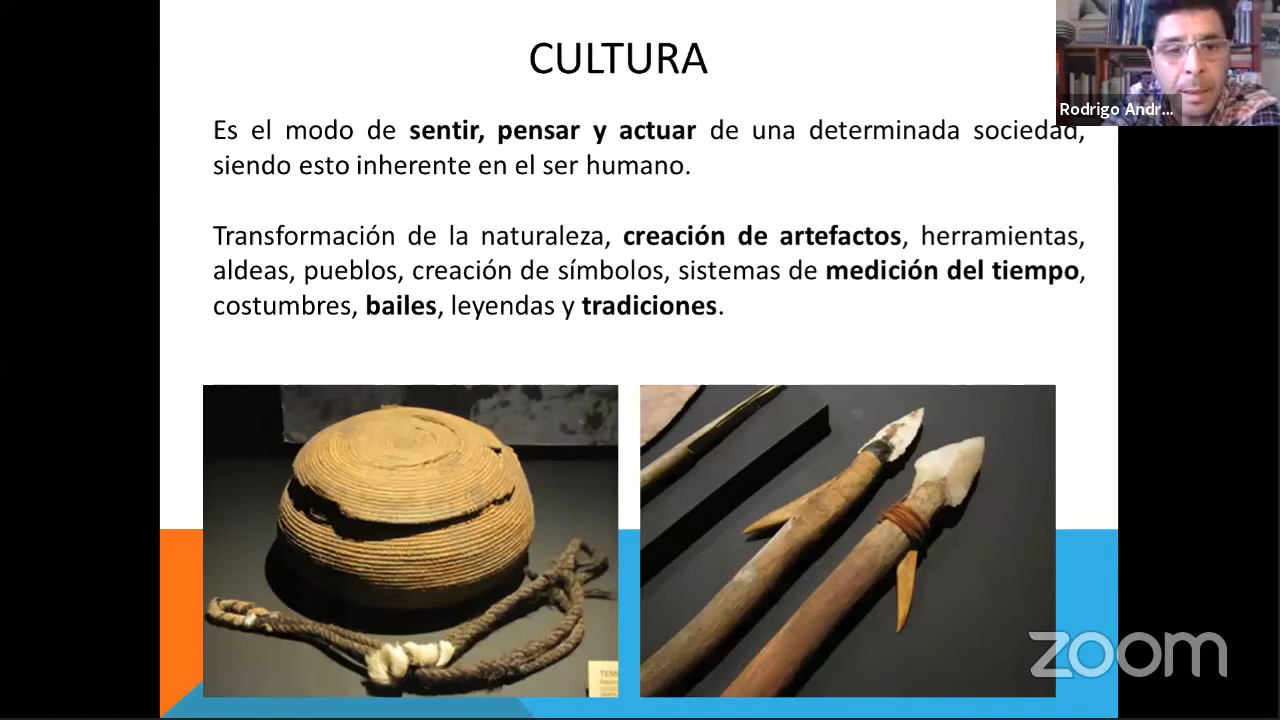 CULTURA
Rodrigo Andr...
Es el modo de sentir, pensar y actuar de una determinada sociedad,
siendo esto inherente en el ser humano.
Transformación de la naturaleza, creación de artefactos, herramientas,
aldeas, pueblos, creación de símbolos, sistemas de medición del tiempo,
costumbres, bailes, leyendas y tradiciones.
zoom